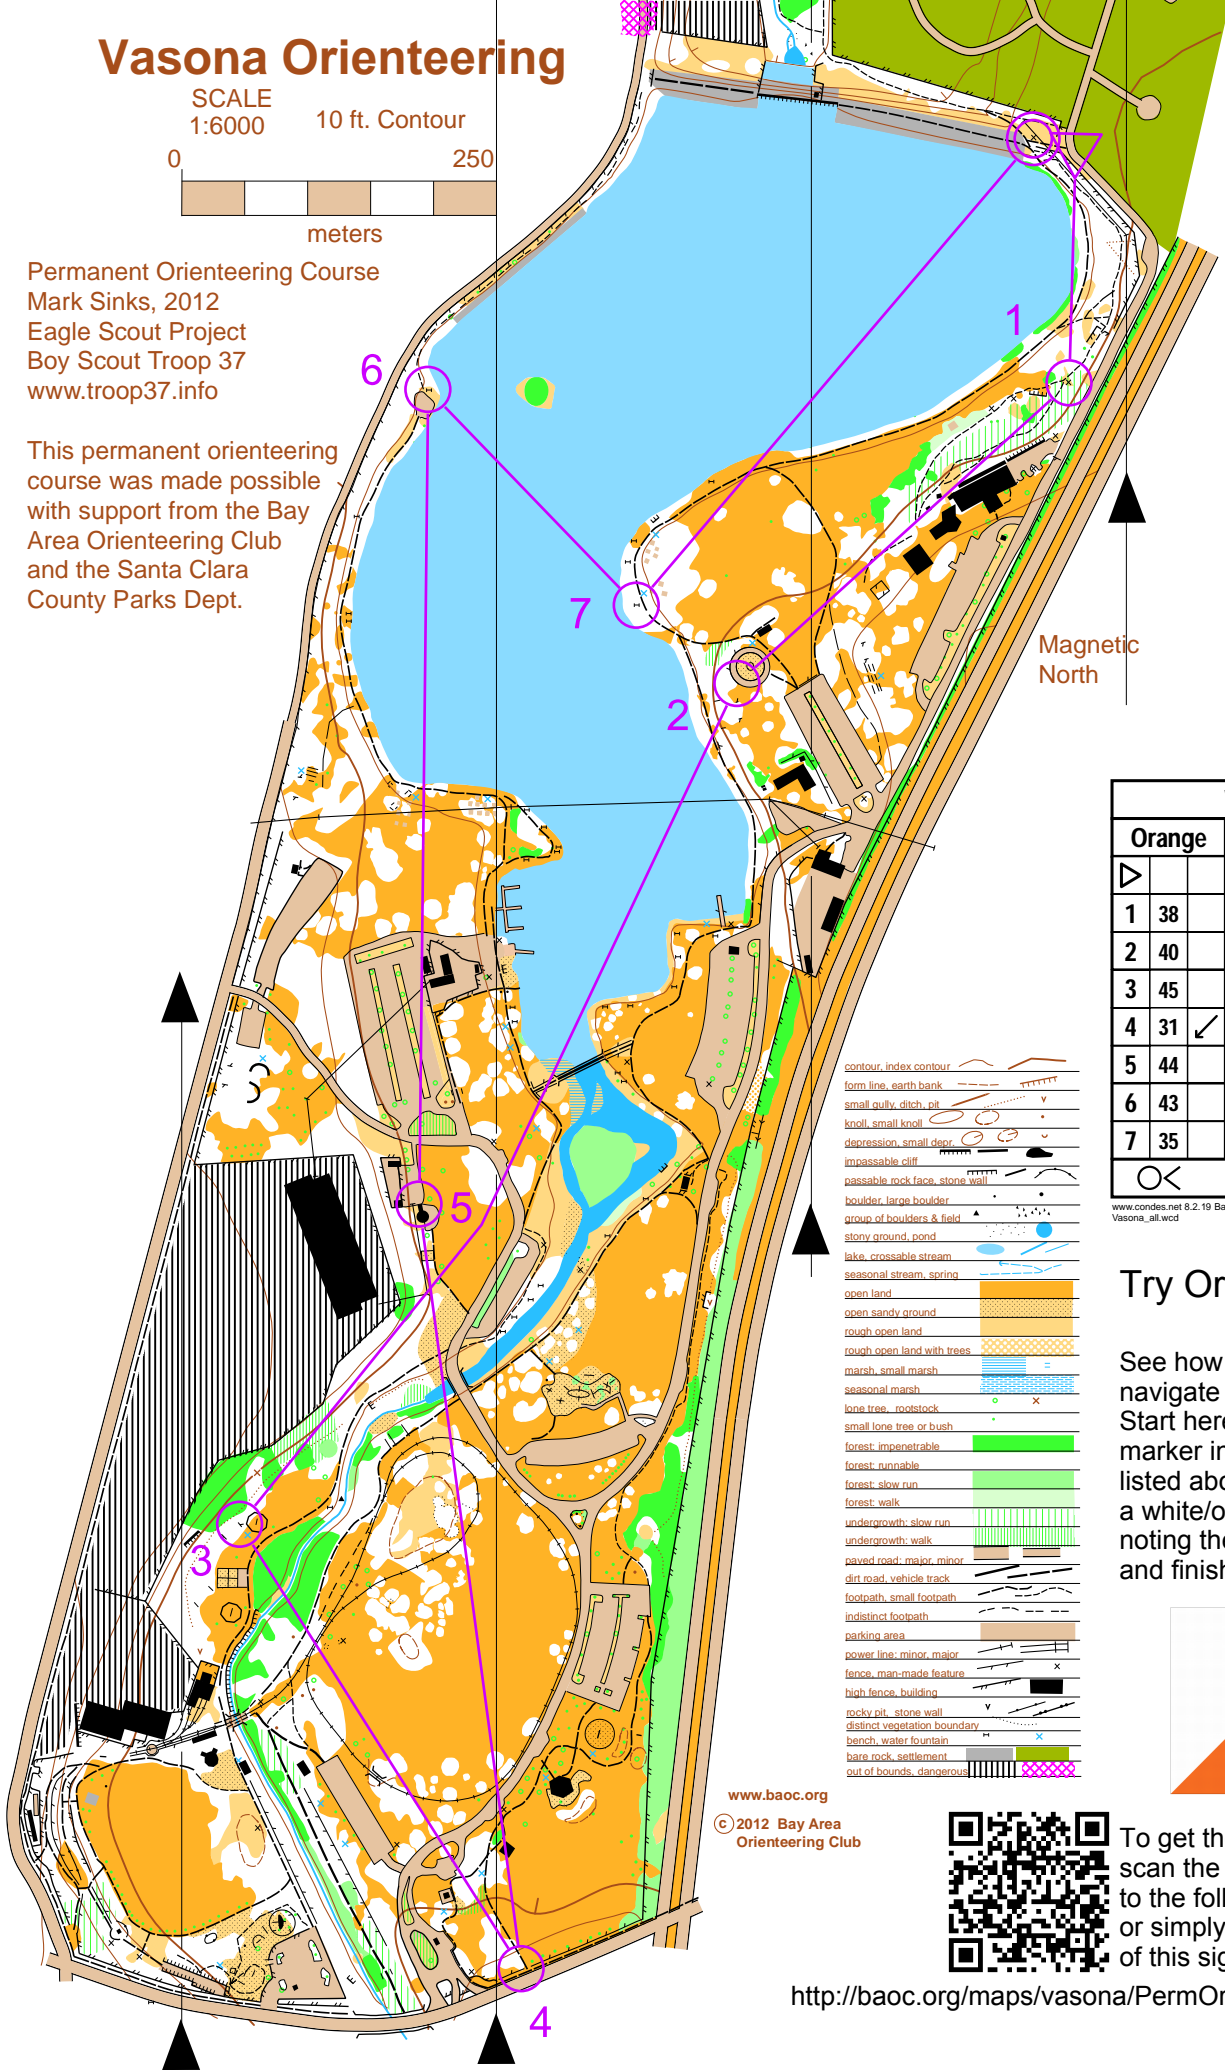 Vasona Orienteering
SCALE
1:6000
10 ft. Contour
0
250
meters
Permanent Orienteering Course
Mark Sinks, 2012
Eagle Scout Project
Boy Scout Troop 37
www.troop37.info
This permanent orienteering
course was made possible
with support from the Bay
Area Orienteering Club
and the Santa Clara
County Parks Dept.
1
6
7
2
Magnetic
North
5
3
4
Orange
1 38
2 40
3 45
4 31
5 44
6 43
7 35
www.condes.net 8.2.19 Ba
Vasona_all.wcd
contour, index contour
form line, earth bank
small gully, ditch, pit
knoll, small knoll
depression, small depr.
impassable cliff
passable rock face, stone wall
boulder, large boulder
group of boulders & field
stony ground, pond
lake, crossable stream
seasonal stream, spring
open land
open sandy ground
rough open land
rough open land with trees
marsh, small marsh
seasonal marsh
lone tree, rootstock
small lone tree or bush
forest: impenetrable
forest: runnable
forest: slow run
forest: walk
undergrowth: slow run
undergrowth: walk
paved road: major, minor
dirt road, vehicle track
footpath, small footpath
indistinct footpath
parking area
power line: minor, major
fence, man-made feature
high fence, building
rocky pit, stone wall
distinct vegetation boundary
bench, water fountain
bare rock, settlement
out of bounds, dangerous
Try Or
See how
navigate
Start here
marker in
listed abo
a white/o
noting the
and finish
www.baoc.org
© 2012 Bay Area
Orienteering Club
To get th
scan the
to the foll
or simply
of this sig
http://baoc.org/maps/vasona/PermOr